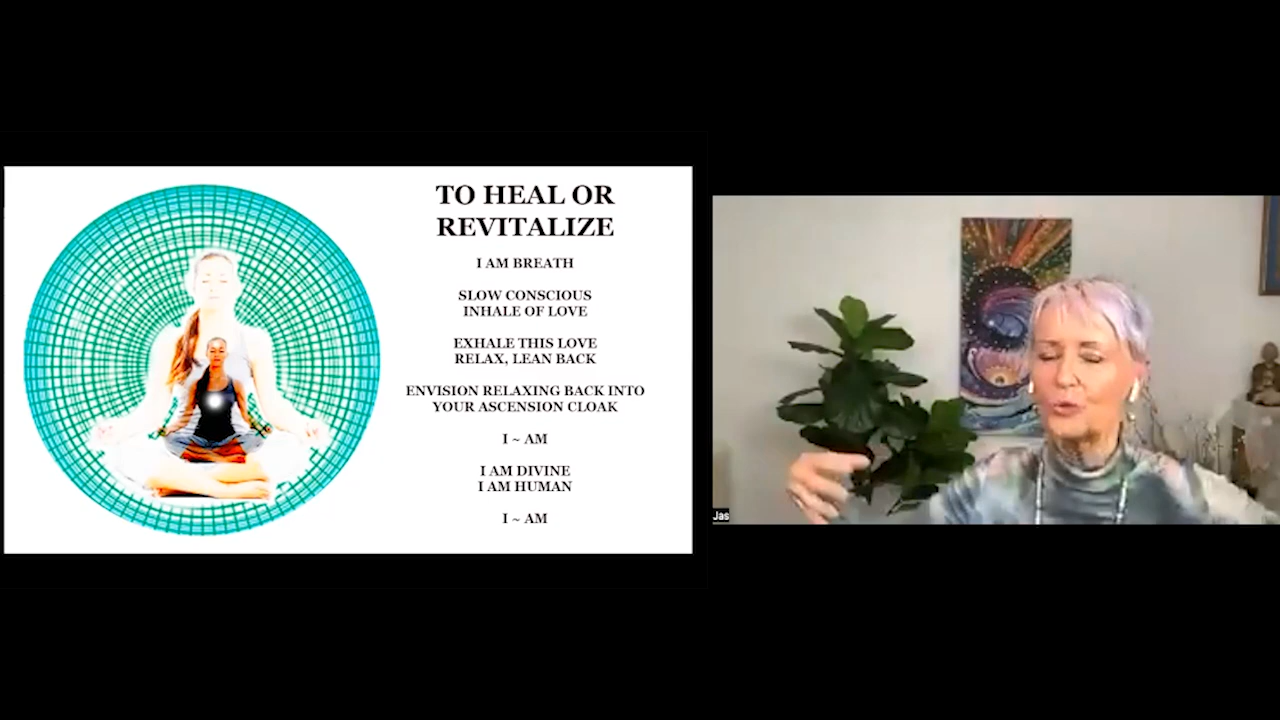 TO HEAL OR
REVITALIZE
I AM BREATH
SLOW CONSCIOUS
INHALE OF LOVE
EXHALE THIS LOVE
RELAX, LEAN BACK
ENVISION RELAXING BACK INTO
YOUR ASCENSION CLOAK
I ~ AM
I AM DIVINE
I AM HUMAN
I ~ AM
Jas